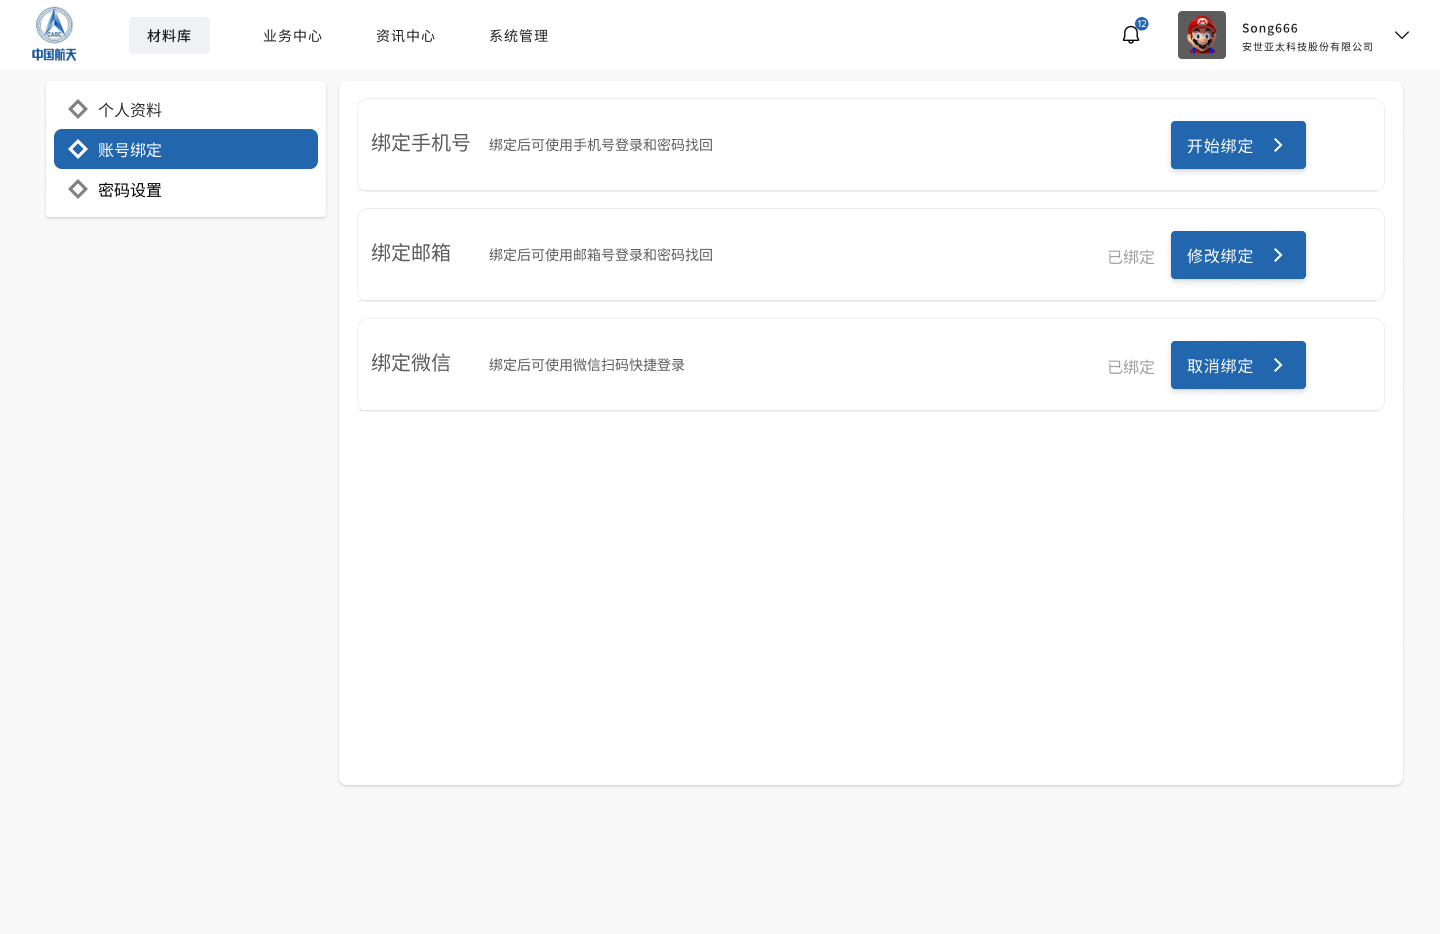 CASC
中国航天
材料库
业务中心
资讯中心
系统管理
12
Song666
安世亚太科技股份有限公司
个人资料
账号绑定
密码设置
绑定手机号
绑定后可使用手机号登录和密码找回
开始绑定
绑定邮箱
绑定后可使用邮箱号登录和密码找回
已绑定
修改绑定
绑定微信
绑定后可使用微信扫码快捷登录
已绑定
取消绑定